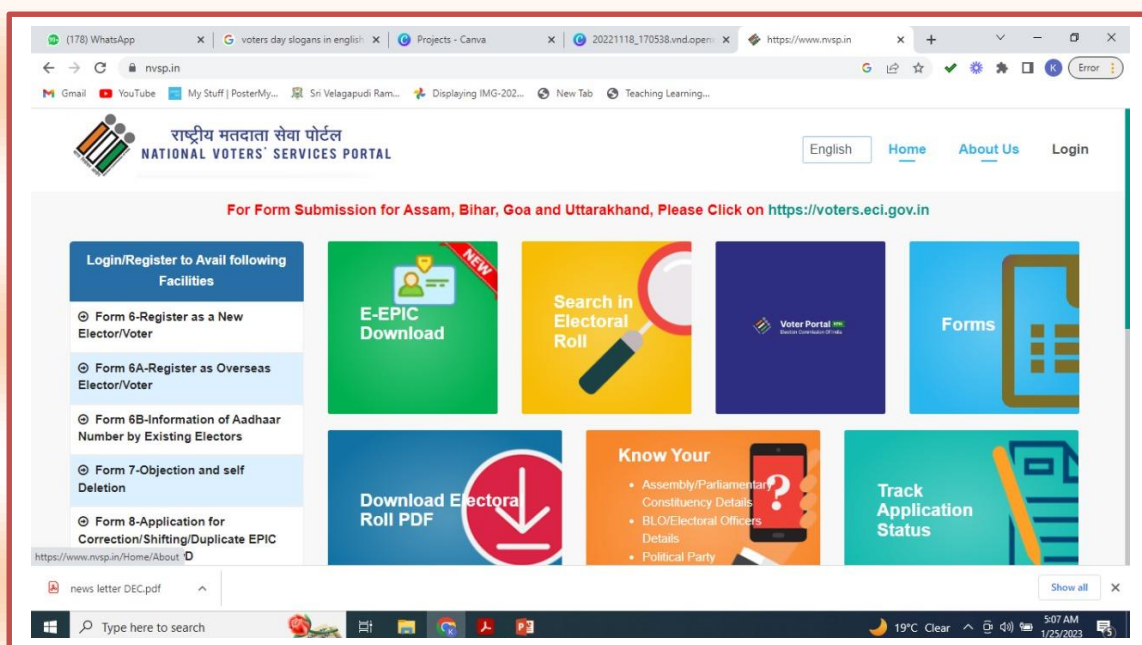 (178) WhatsApp
voters day slogans in english
Projects - Canva
20221118_170538.vnd.open
https://www.nvsp.in
nvsp.in
Error
Gmail
YouTube
My Stuff | PosterMy...
Sri Velagapudi Ram...
Displaying IMG-202...
New Tab
Teaching Learning...
राष्ट्रीय मतदाता सेवा पोर्टल
NATIONAL VOTERS' SERVICES PORTAL
English
Home
About Us
Login
For Form Submission for Assam, Bihar, Goa and Uttarakhand, Please Click on https://voters.eci.gov.in
Login/Register to Avail following
Facilities
Form 6-Register as a New
Elector/Voter
Form 6A-Register as Overseas
Elector/Voter
Form 6B-Information of Aadhaar
Number by Existing Electors
Form 7-Objection and self
Deletion
Form 8-Application for
Correction/Shifting/Duplicate EPIC
https://www.nvsp.in/Home/About
D
NEW
E-EPIC
Download
Search in
Electoral
Roll
Voter Portal
Election Commission Of India
Forms
Download Electoral
Roll PDF
Know Your
Assembly/Parliamentary
Constituency Details
BLO/Electoral Officers
Details
Political Party
Track
Application
Status
news letter DEC.pdf
Show all
Type here to search
19°C Clear
5:07 AM
1/25/2023
5